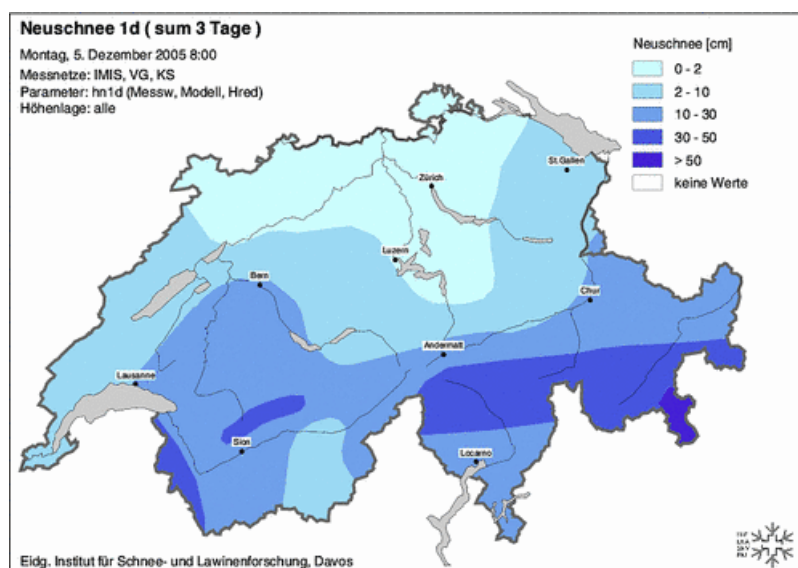 Neuschnee 1d ( sum 3 Tage )
Montag, 5. Dezember 2005 8:00
Messnetze: IMIS, VG, KS
Parameter: hn1d (Messw, Modell, Hred)
Höhenlage: alle
Neuschnee [cm]
0 - 2
2 - 10
10 - 30
30 - 50
> 50
keine Werte
St.Gallen
Zürich
Luzern
Bern
Chur
Andermatt
Lausanne
Sion
Locarno
Eidg. Institut für Schnee- und Lawinenforschung, Davos